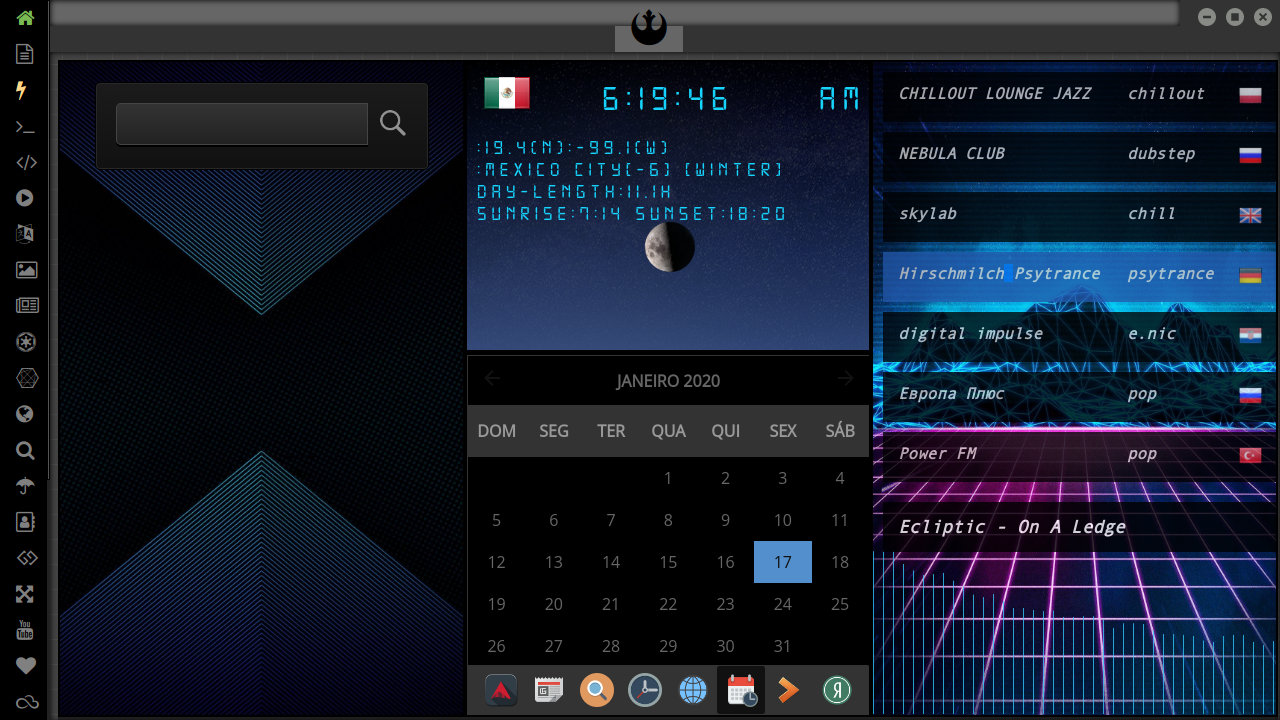 6:19:46 AM
:19.4(N):-99.1(W)
:MEXICO CITY(-6) (WINTER)
DAY-LENGTH:11.1H
SUNRISE:7:14 SUNSET:18:20
JANEIRO 2020
DOM SEG TER QUA QUI SEX SÁB
1 2 3 4
5 6 7 8 9 10 11
12 13 14 15 16 17 18
19 20 21 22 23 24 25
26 27 28 29 30 31
CHILLOUT LOUNGE JAZZ chillout
NEBULA CLUB dubstep
skylab chill
Hirschmilch Psytrance psytrance
digital impulse e.nic
Европа Плюс pop
Power FM pop
Ecliptic - On A Ledge
You
Tube
Я